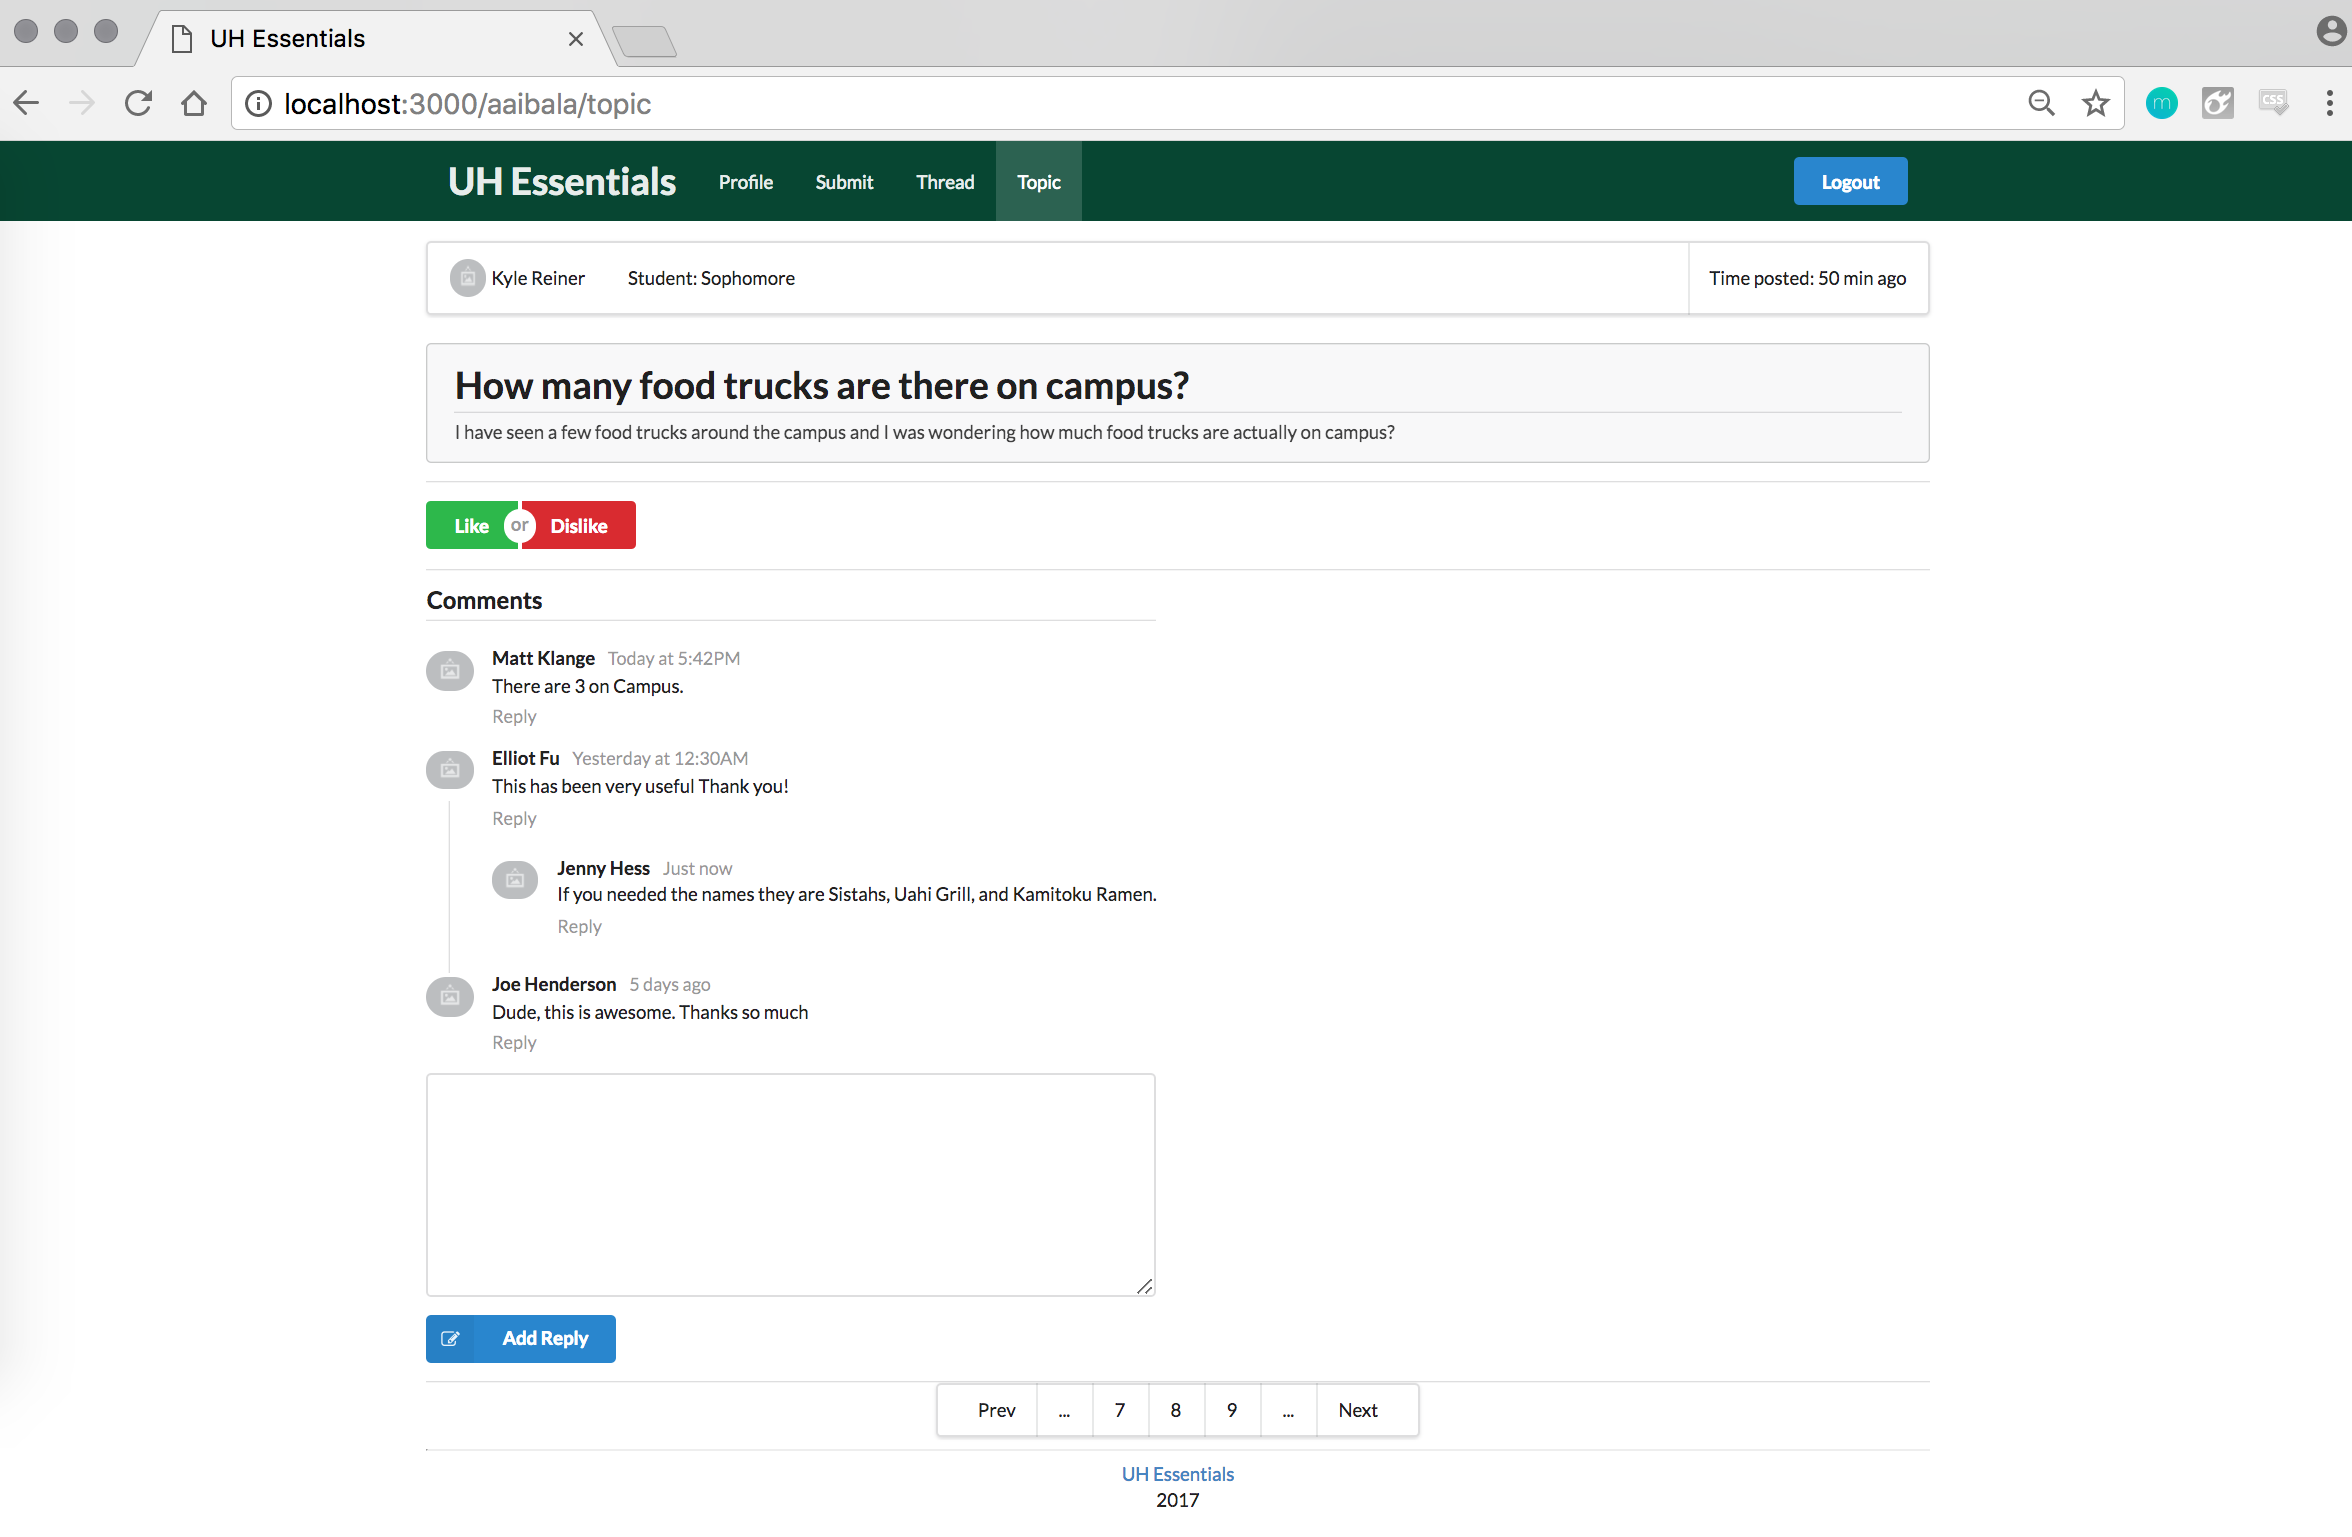 UH Essentials
localhost:3000/aaibala/topic
m
CSS
UH Essentials Profile Submit Thread Topic Logout
Kyle Reiner Student: Sophomore Time posted: 50 min ago
How many food trucks are there on campus?
I have seen a few food trucks around the campus and I was wondering how much food trucks are actually on campus?
Like or Dislike
Comments
Matt Klange Today at 5:42PM
There are 3 on Campus.
Reply
Elliot Fu Yesterday at 12:30AM
This has been very useful Thank you!
Reply
Jenny Hess Just now
If you needed the names they are Sistahs, Uahi Grill, and Kamitoku Ramen.
Reply
Joe Henderson 5 days ago
Dude, this is awesome. Thanks so much
Reply
Add Reply
Prev ... 7 8 9 ... Next
UH Essentials
2017